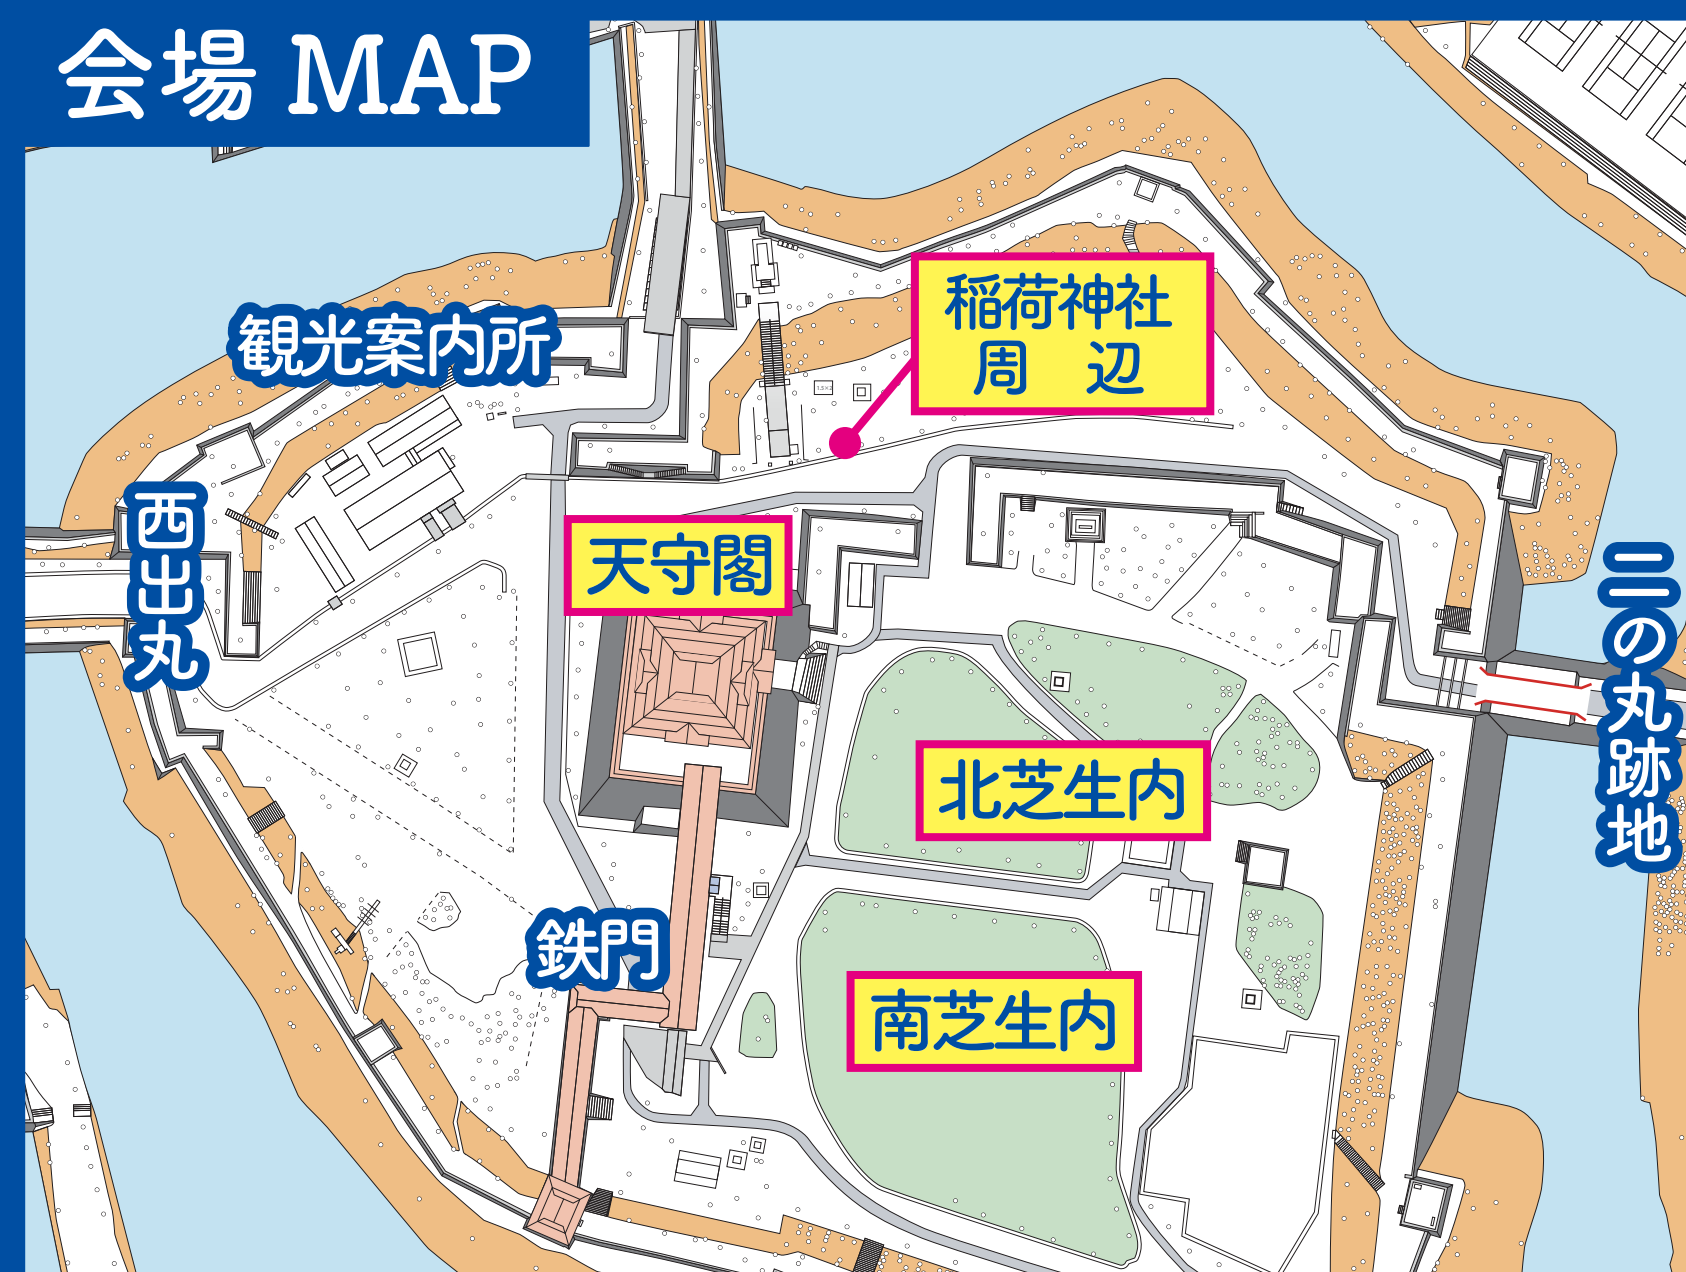 会場 MAP
観光案内所
稲荷神社
周 辺
西出丸
天守閣
二の丸跡地
北芝生内
鉄門
南芝生内